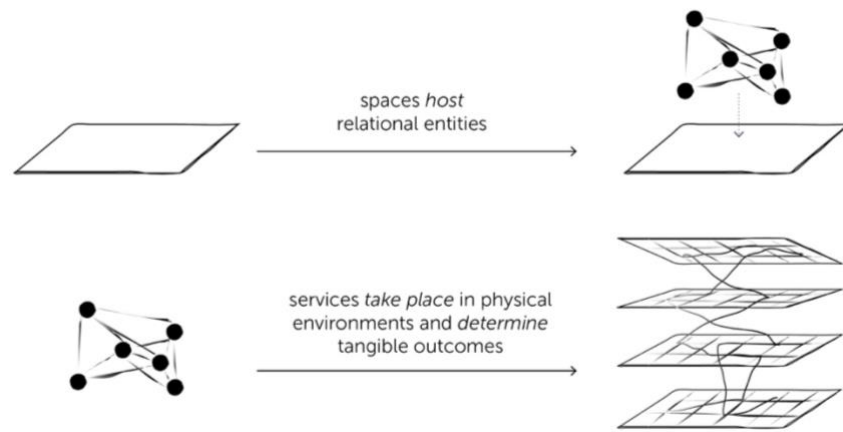 spaces host
relational entities
services take place in physical
environments and determine
tangible outcomes